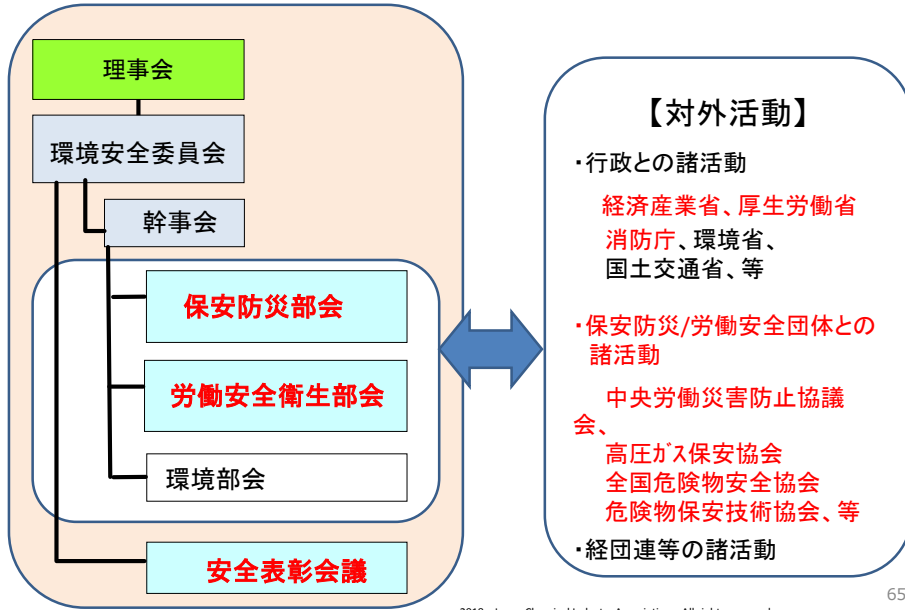 理事会
環境安全委員会
幹事会
保安防災部会
労働安全衛生部会
環境部会
安全表彰会議
【対外活動】
・行政との諸活動
経済産業省、厚生労働省
消防庁、環境省、
国土交通省、等
・保安防災/労働安全団体との
諸活動
中央労働災害防止協議
会、
高圧ガス保安協会
全国危険物安全協会
危険物保安技術協会、等
・経団連等の諸活動
65